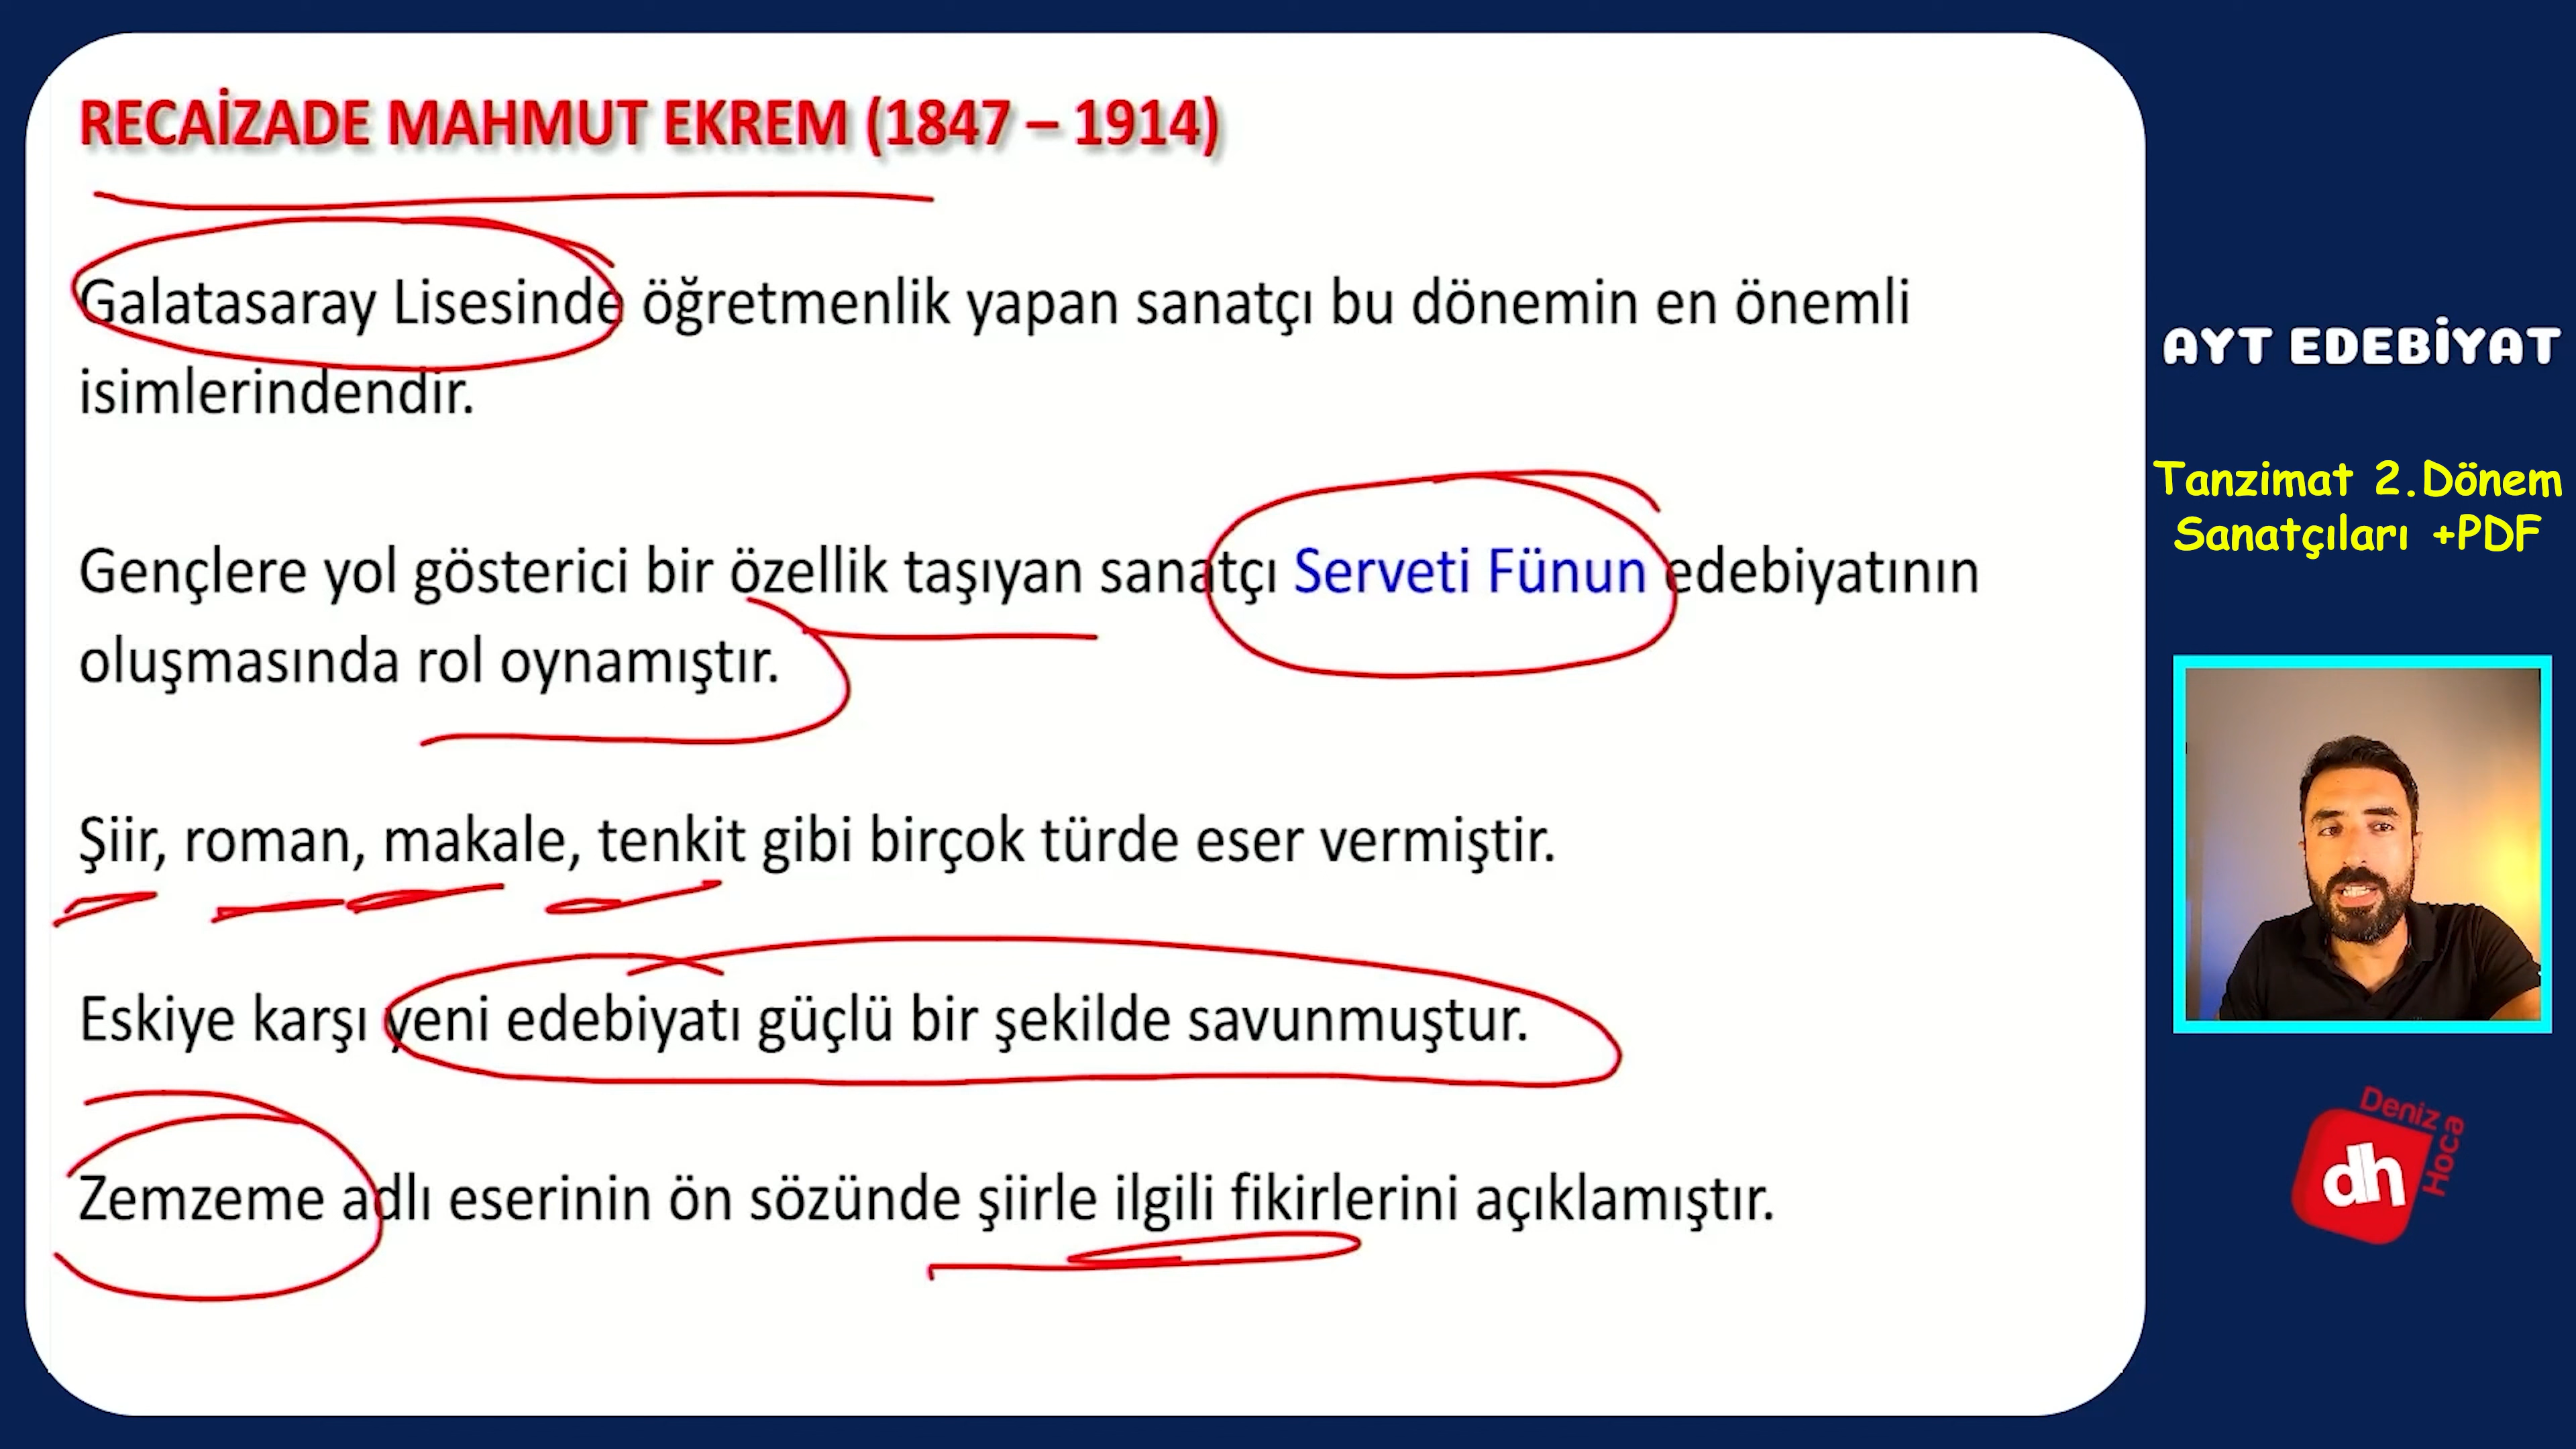 RECAİZADE MAHMUT EKREM (1847 – 1914)
Galatasaray Lisesinde öğretmenlik yapan sanatçı bu dönemin en önemli
isimlerindendir.
Gençlere yol gösterici bir özellik taşıyan sanatçı Serveti Fünun edebiyatının
oluşmasında rol oynamıştır.
Şiir, roman, makale, tenkit gibi birçok türde eser vermiştir.
Eskiye karşı yeni edebiyatı güçlü bir şekilde savunmuştur.
Zemzeme adlı eserinin ön sözünde şiirle ilgili fikirlerini açıklamıştır.
AYT EDEBİYAT
Tanzimat 2.Dönem
Sanatçıları +PDF
Deniz
Hoca
dh